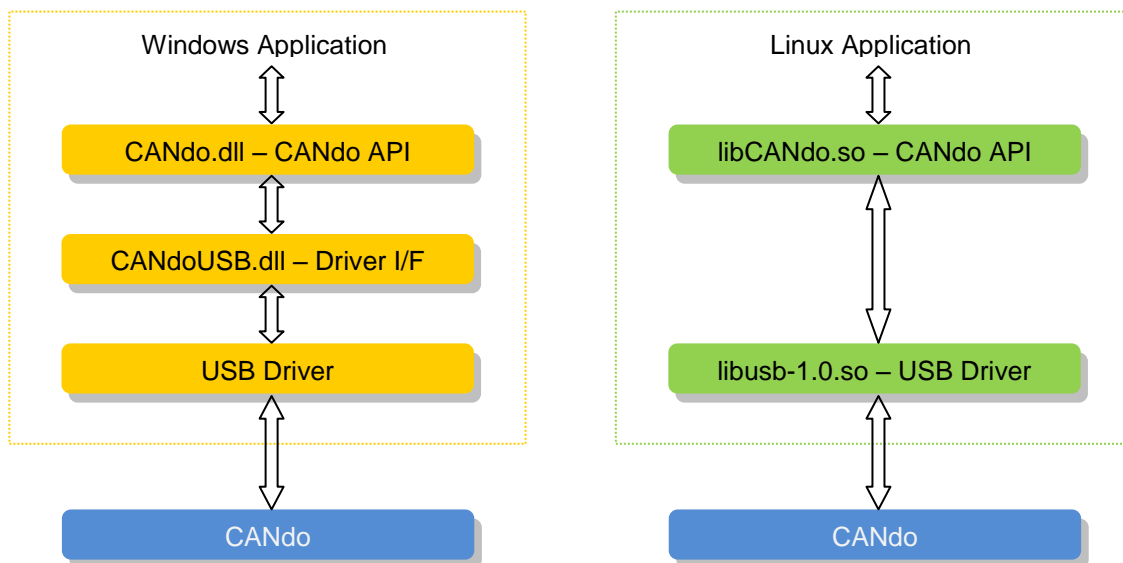 Windows Application
CANdo.dll – CANdo API
CANdoUSB.dll – Driver I/F
USB Driver
CANdo
Linux Application
libCANdo.so – CANdo API
libusb-1.0.so – USB Driver
CANdo